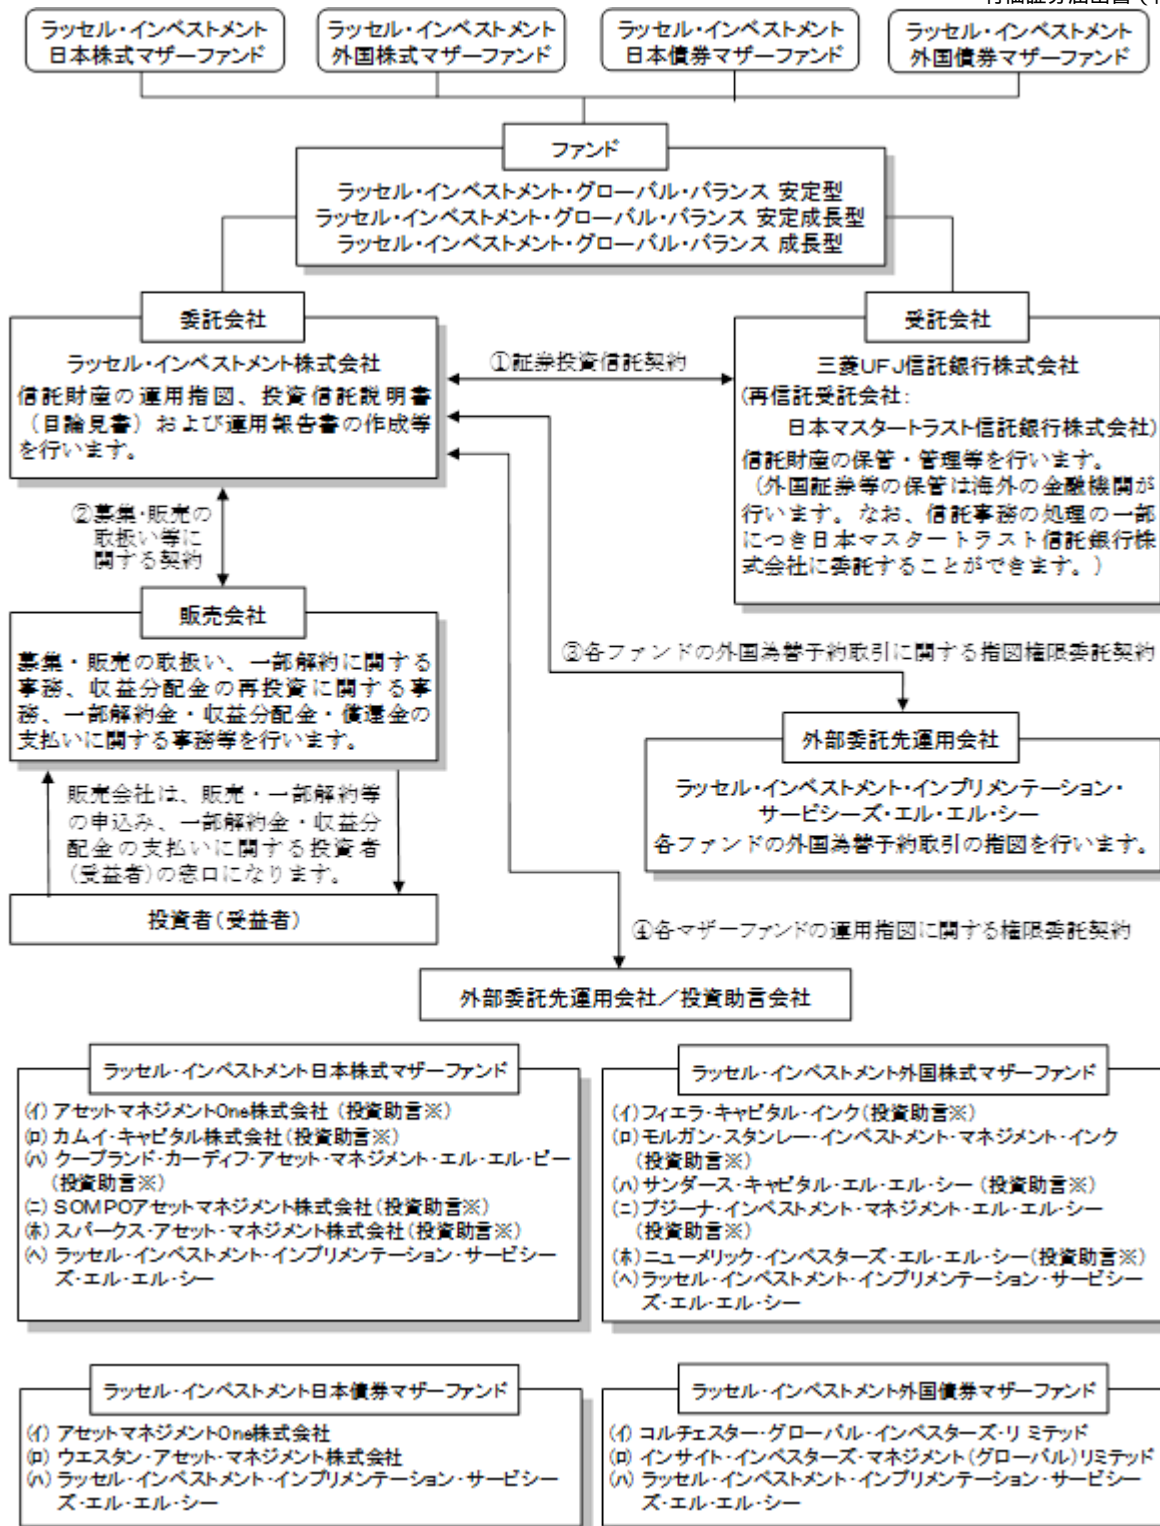 ラッセル・インベストメント
日本株式マザーファンド
ラッセル・インベストメント
外国株式マザーファンド
ラッセル・インベストメント
日本債券マザーファンド
ラッセル・インベストメント
外国債券マザーファンド
ファンド
ラッセル・インベストメント・グローバル・バランス 安定型
ラッセル・インベストメント・グローバル・バランス 安定成長型
ラッセル・インベストメント・グローバル・バランス 成長型
委託会社
ラッセル・インベストメント株式会社
信託財産の運用指図、投資信託説明書
（目論見書）および運用報告書の作成等
を行います。
①証券投資信託契約
受託会社
三菱UFJ信託銀行株式会社
(再信託受託会社:
日本マスタートラスト信託銀行株式会社)
信託財産の保管・管理等を行います。
（外国証券等の保管は海外の金融機関が
行います。なお、信託事務の処理の一部
につき日本マスタートラスト信託銀行株
式会社に委託することができます。）
②募集・販売の
取扱い等に
関する契約
販売会社
募集・販売の取扱い、一部解約に関する
事務、収益分配金の再投資に関する事
務、一部解約金・収益分配金・償還金の
支払いに関する事務等を行います。
③各ファンドの外国為替予約取引に関する指図権限委託契約
外部委託先運用会社
ラッセル・インベストメント・インプリメンテーション・
サービシーズ・エル・エル・シー
各ファンドの外国為替予約取引の指図を行います。
販売会社は、販売・一部解約等
の申込み、一部解約金・収益分
配金の支払いに関する投資者
(受益者)の窓口になります。
投資者(受益者)
④各マザーファンドの運用指図に関する権限委託契約
外部委託先運用会社／投資助言会社
ラッセル・インベストメント日本株式マザーファンド
(イ) アセットマネジメントOne株式会社 (投資助言※)
(ロ) カムイ・キャピタル株式会社(投資助言※)
(ハ) ケープランド・カーディフ・アセット・マネジメント・エル・エル・ピー
(投資助言※)
(ニ) SOMPOアセットマネジメント株式会社(投資助言※)
(ホ) スパークス・アセット・マネジメント株式会社(投資助言※)
(ヘ) ラッセル・インベストメント・インプリメンテーション・サービシー
ズ・エル・エル・シー
ラッセル・インベストメント外国株式マザーファンド
(イ)フィエラ・キャピタル・インク(投資助言※)
(ロ)モルガン・スタンレー・インベストメント・マネジメント・インク
(投資助言※)
(ハ)サンダース・キャピタル・エル・エル・シー (投資助言※)
(ニ)プジーナ・インベストメント・マネジメント・エル・エル・シー
(投資助言※)
(ホ)ニューメリック・インベスターズ・エル・エル・シー(投資助言※)
(ヘ)ラッセル・インベストメント・インプリメンテーション・サービシー
ズ・エル・エル・シー
ラッセル・インベストメント日本債券マザーファンド
(イ) アセットマネジメントOne株式会社
(ロ) ウエスタン・アセット・マネジメント株式会社
(ハ) ラッセル・インベストメント・インプリメンテーション・サービシー
ズ・エル・エル・シー
ラッセル・インベストメント外国債券マザーファンド
(イ) コルチェスター・グローバル・インベスターズ・リミテッド
(ロ) インサイト・インベスターズ・マネジメント(グローバル)リミテッド
(ハ) ラッセル・インベストメント・インプリメンテーション・サービシー
ズ・エル・エル・シー